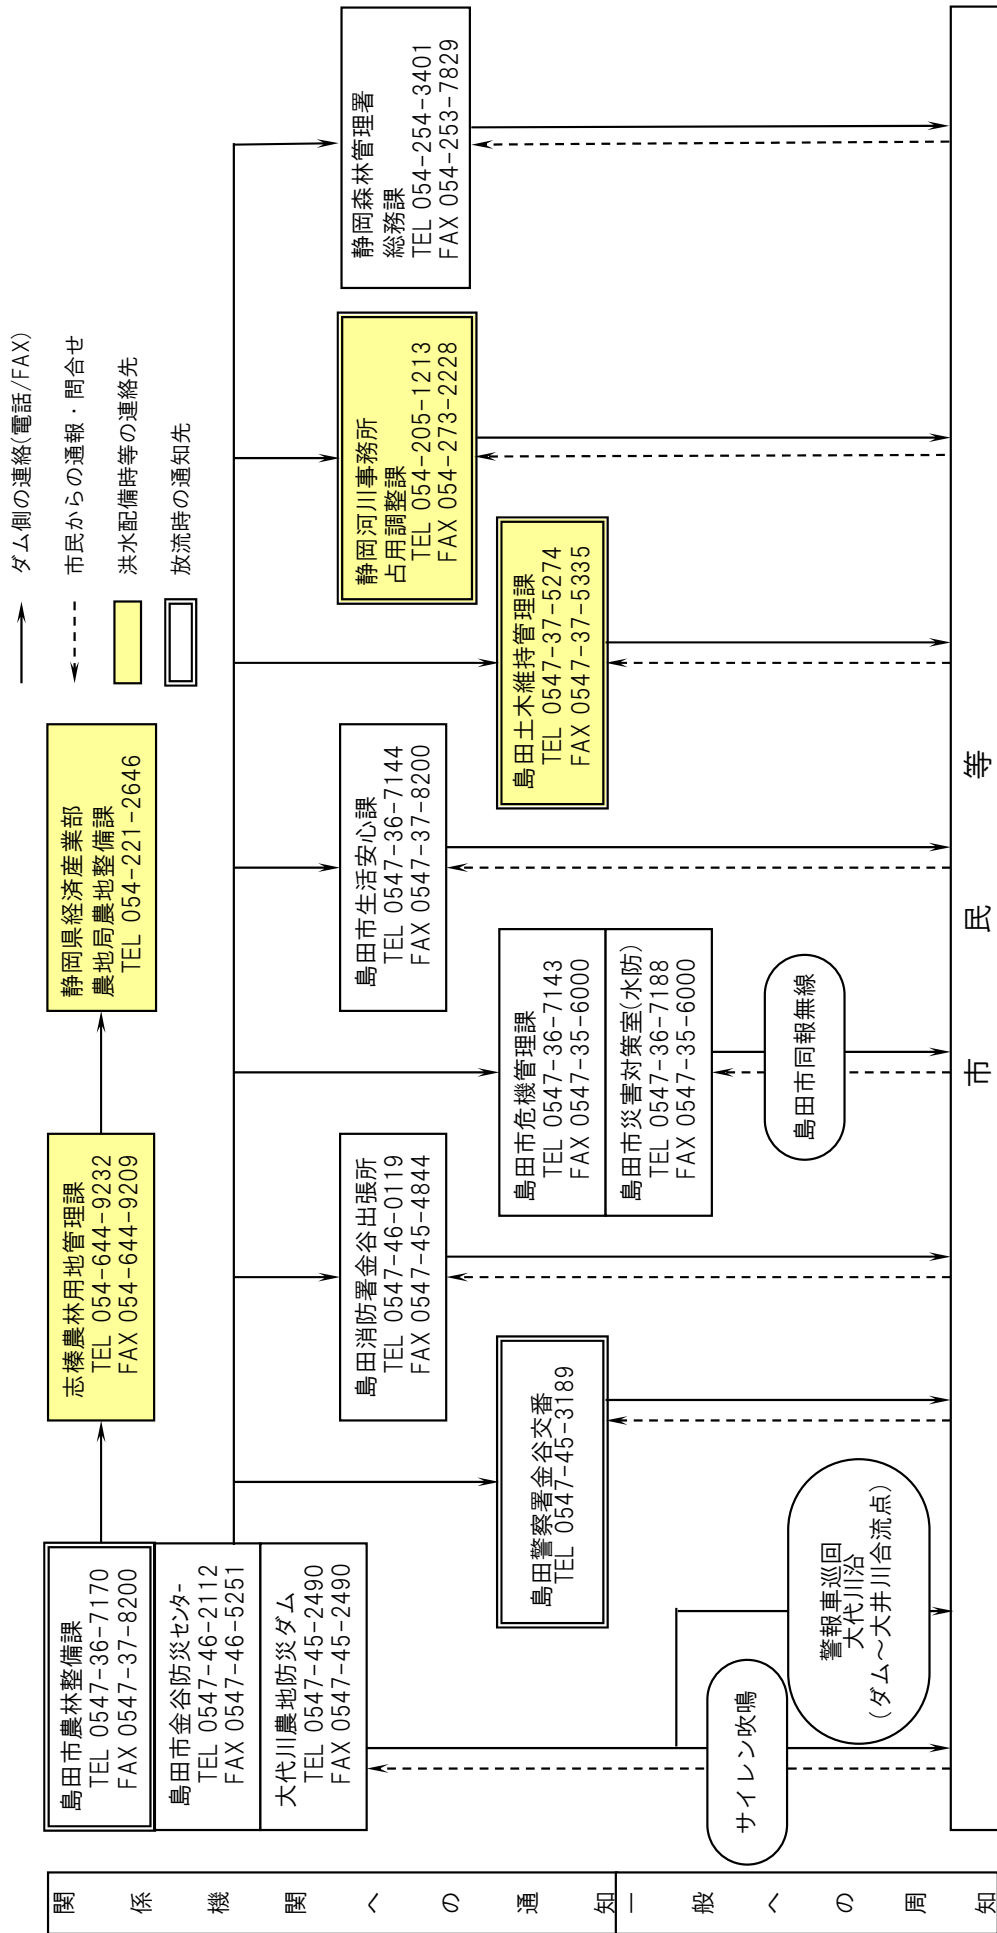 ダム側の連絡(電話/FAX)
市民からの通報・問合せ
洪水配備時等の連絡先
放流時の通知先
関係機関への通知
一般への周知
島田市農林整備課
TEL 0547-36-7170
FAX 0547-37-8200
島田市金谷防災センター
TEL 0547-46-2112
FAX 0547-46-5251
大代川農地防災ダム
TEL 0547-45-2490
FAX 0547-45-2490
志榛農林用地管理課
TEL 054-644-9232
FAX 054-644-9209
静岡県経済産業部
農地局農地整備課
TEL 054-221-2646
島田警察署金谷交番
TEL 0547-45-3189
島田消防署金谷出張所
TEL 0547-46-0119
FAX 0547-45-4844
島田市危機管理課
TEL 0547-36-7143
FAX 0547-35-6000
島田市災害対策室(水防)
TEL 0547-36-7188
FAX 0547-35-6000
島田市生活安心課
TEL 0547-36-7144
FAX 0547-37-8200
島田土木維持管理課
TEL 0547-37-5274
FAX 0547-37-5335
静岡河川事務所
占用調整課
TEL 054-205-1213
FAX 054-273-2228
静岡森林管理署
総務課
TEL 054-254-3401
FAX 054-253-7829
サイレン吹鳴
警報車巡回
大代川沿
(ダム～大井川合流点)
島田市同報無線
市民等